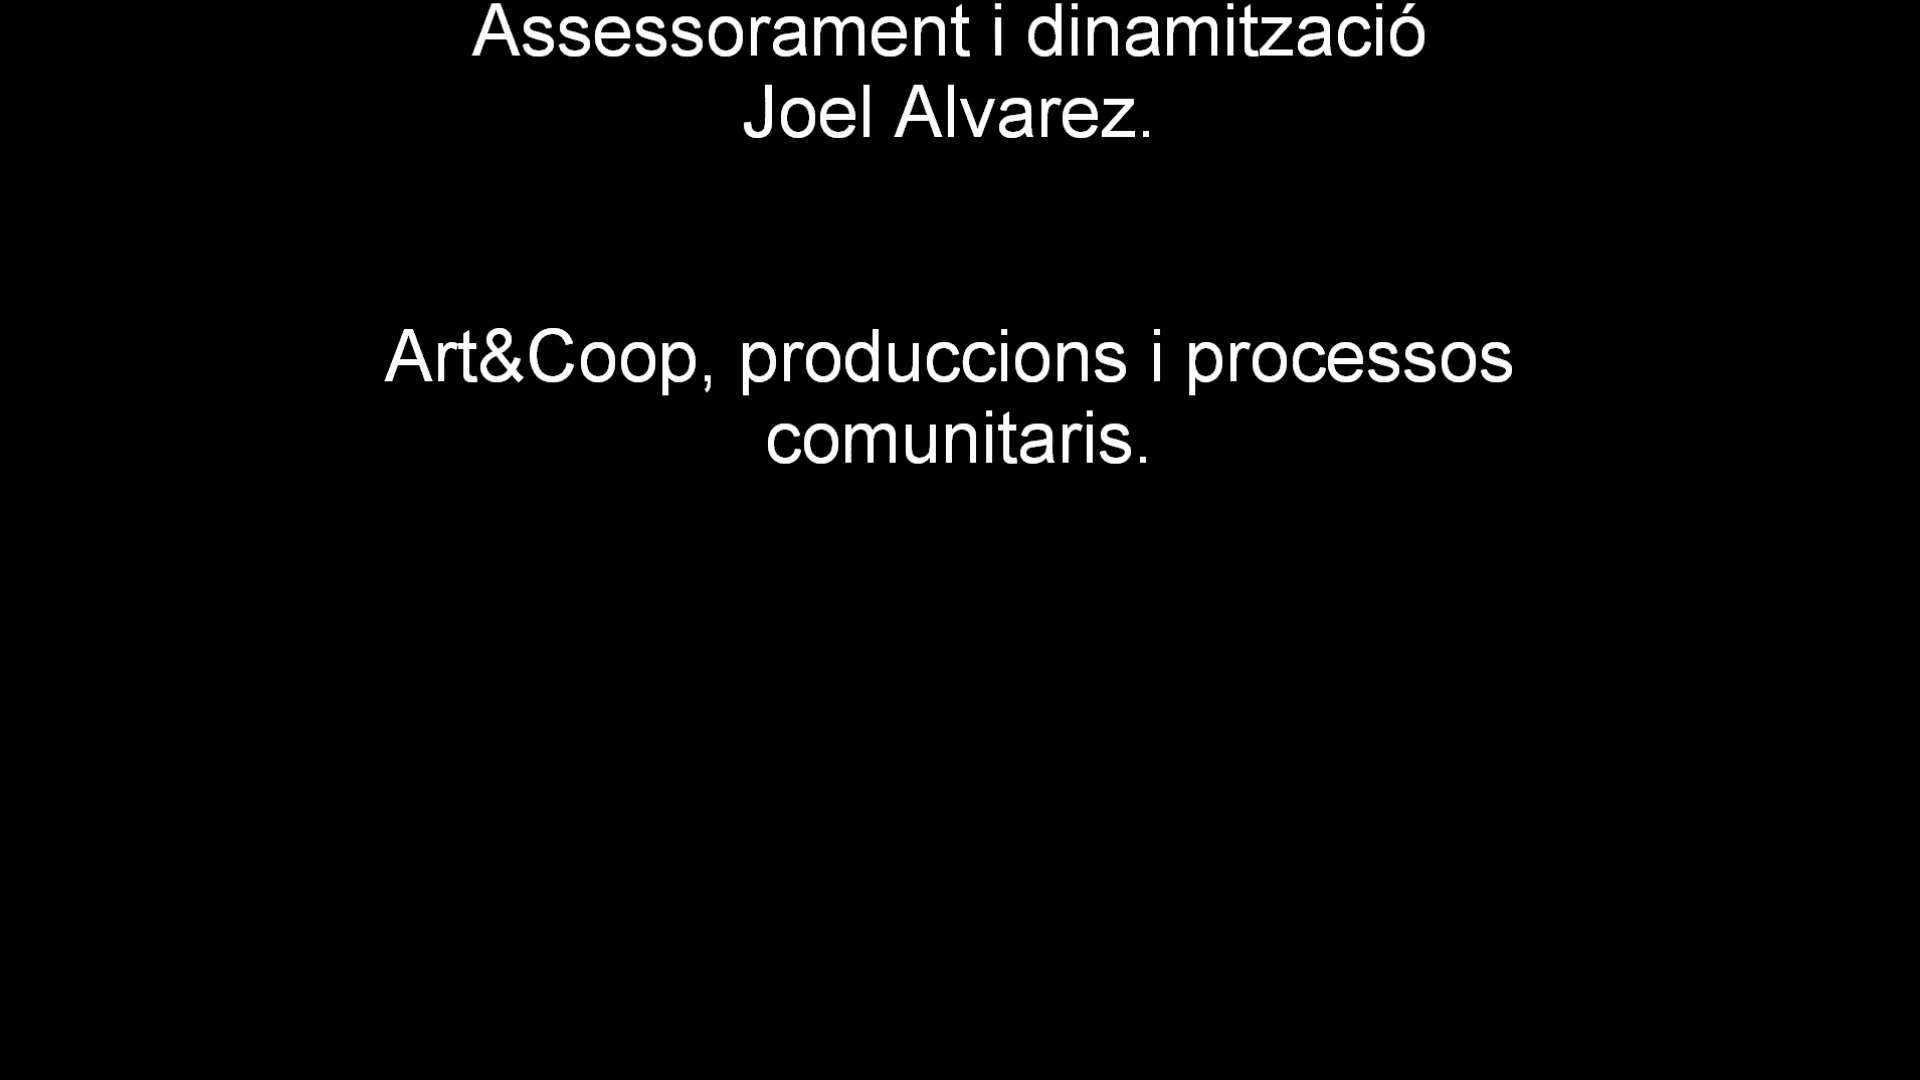 Assessorament i dinamització
Joel Alvarez.
Art&Coop, produccions i processos
comunitaris.